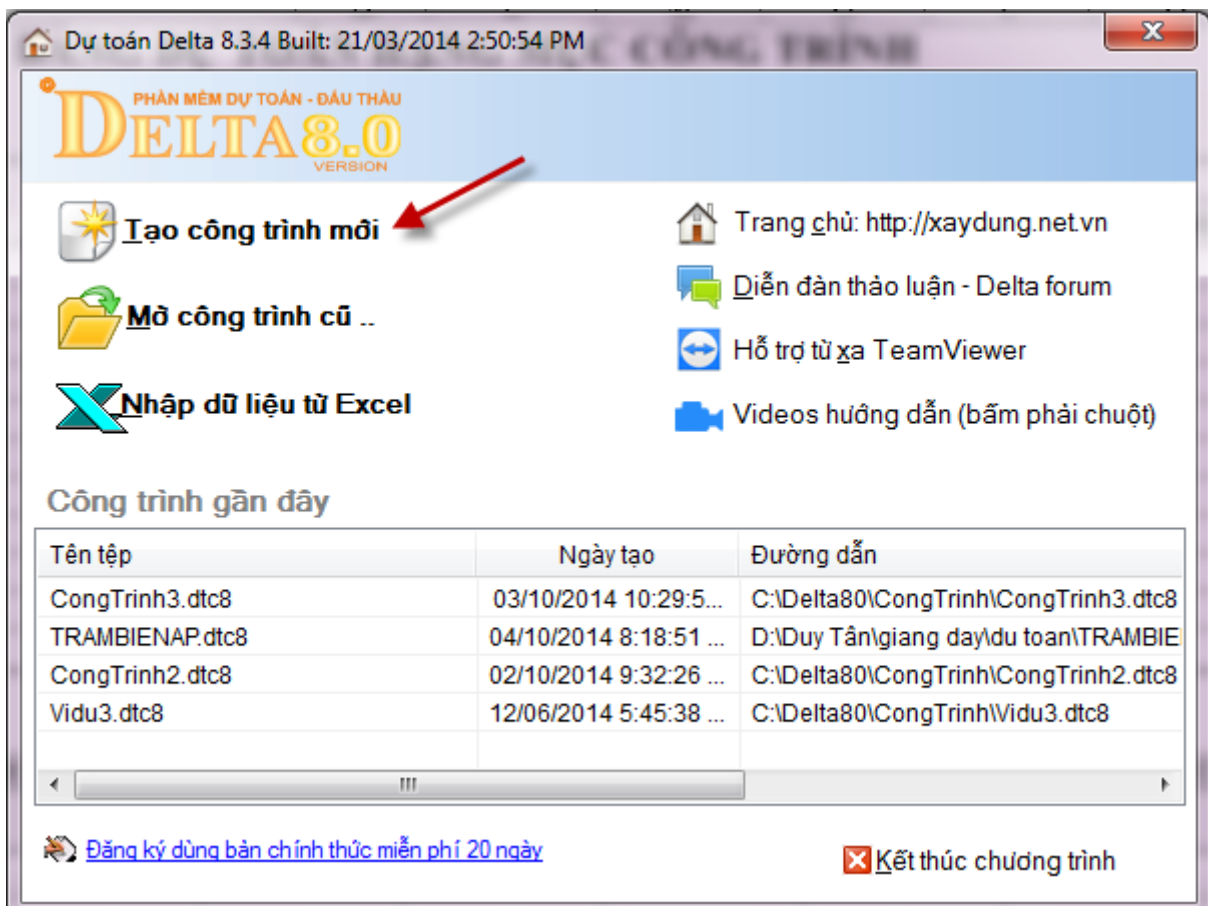 Dự toán Delta 8.3.4 Built: 21/03/2014 2:50:54 PM
PHẦN MỀM DỰ TOÁN - ĐẤU THẦU
DELTA 8.0
VERSION
Tạo công trình mới
Mở công trình cũ ..
Nhập dữ liệu từ Excel
Trang chủ: http://xaydung.net.vn
Diễn đàn thảo luận - Delta forum
Hỗ trợ từ xa TeamViewer
Videos hướng dẫn (bấm phải chuột)
Công trình gần đây
Tên tệp Ngày tạo Đường dẫn
CongTrinh3.dtc8 03/10/2014 10:29:5... C:\Delta80\CongTrinh\CongTrinh3.dtc8
TRAMBIENAP.dtc8 04/10/2014 8:18:51 ... D:\Duy Tân\giang day\du toan\TRAMBIE
CongTrinh2.dtc8 02/10/2014 9:32:26 ... C:\Delta80\CongTrinh\CongTrinh2.dtc8
Vidu3.dtc8 12/06/2014 5:45:38 ... C:\Delta80\CongTrinh\Vidu3.dtc8
Đăng ký dùng bản chính thức miễn phí 20 ngày
Kết thúc chương trình